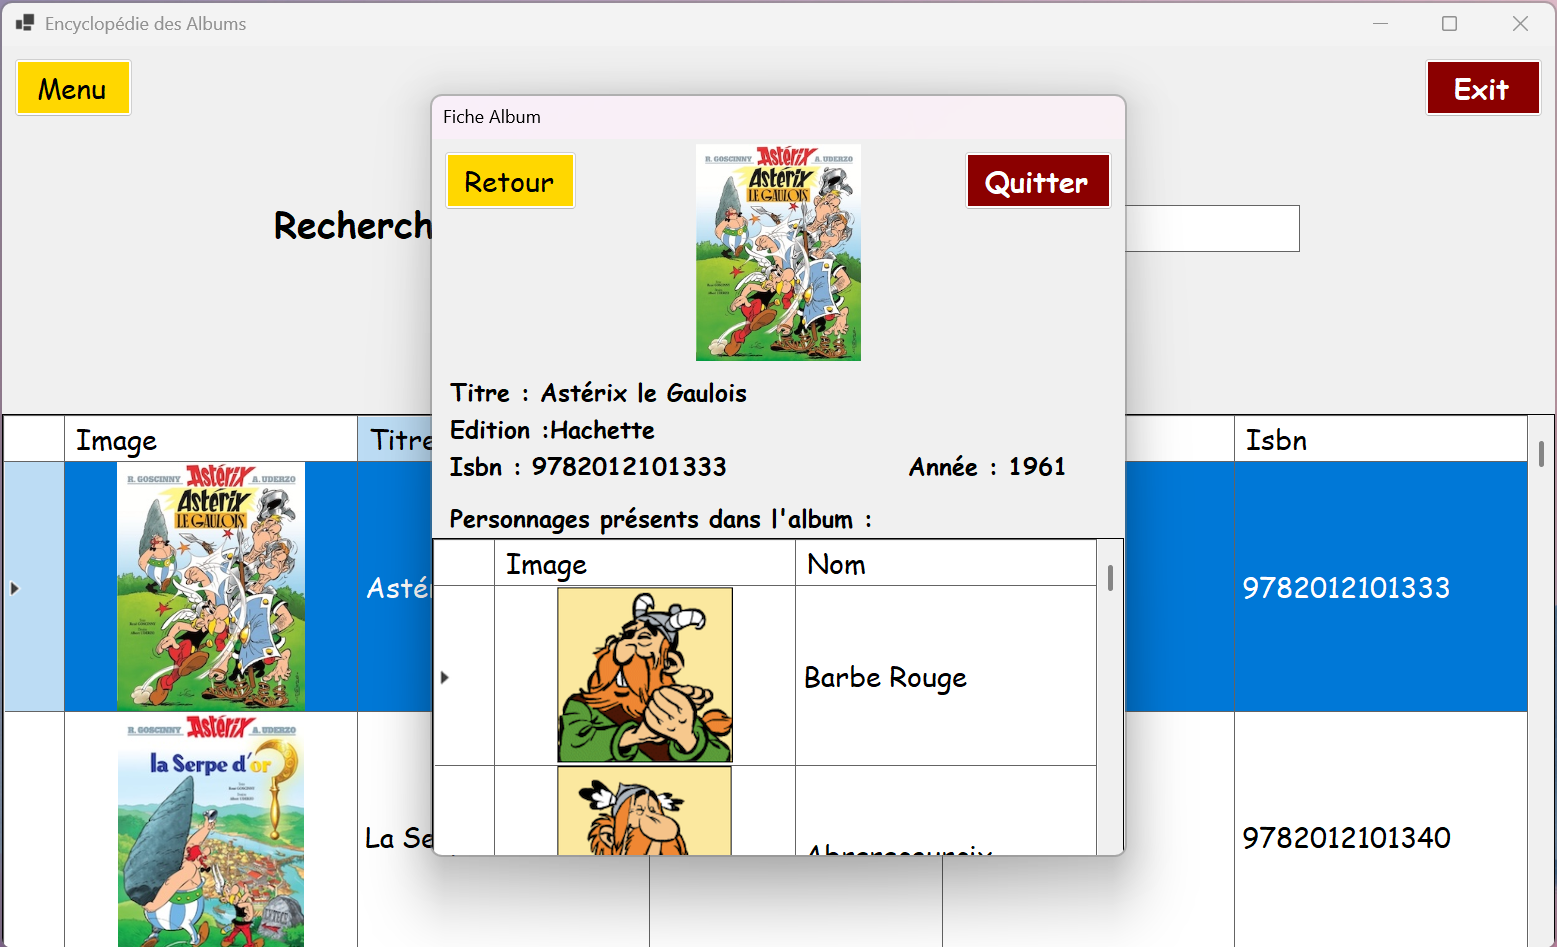 Encyclopédie des Albums
Menu
Exit
Recherch
Fiche Album
Retour
Quitter
R. GOSCINNY Astérix A. UDERZO
Astérix
LE GAULOIS
Titre : Astérix le Gaulois
Edition :Hachette
Isbn : 9782012101333
Année : 1961
Personnages présents dans l'album :
Image
Nom
Barbe Rouge
Abraracourcix
Image
Titre
Isbn
R. GOSCINNY Astérix A. UDERZO
Astérix
LE GAULOIS
Asté
9782012101333
R. GOSCINNY Astérix A. UDERZO
la Serpe d'or
La Se
9782012101340